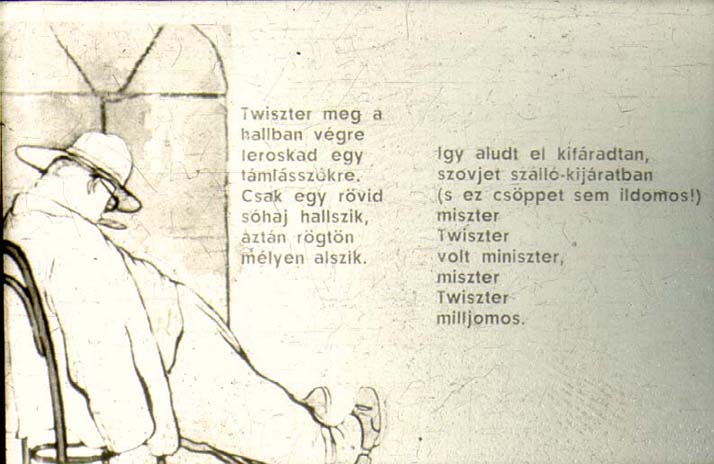 Twiszter meg a
hallban végre
leroskad egy
támlásszékre.
Csak egy rövid
sóhaj hallszik,
aztán rögtön
mélyen alszik.
Igy aludt el kifáradtan,
szovjet szálló-kijáratban
(s ez csöppet sem ildomos!)
miszter
Twiszter
volt miniszter,
miszter
Twiszter
milljomos.